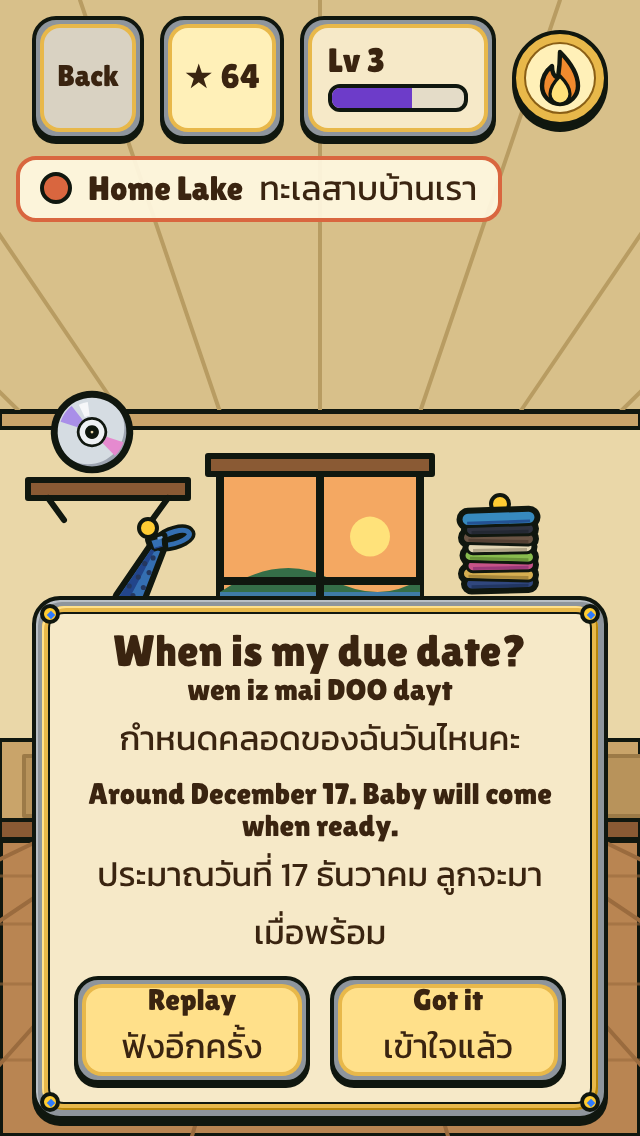 Back
★ 64
Lv 3
Home Lake ทะเลสาบบ้านเรา
When is my due date?
wen iz mai DOO dayt
กำหนดคลอดของฉันวันไหนคะ
Around December 17. Baby will come
when ready.
ประมาณวันที่ 17 ธันวาคม ลูกจะมา
เมื่อพร้อม
Replay
ฟังอีกครั้ง
Got it
เข้าใจแล้ว